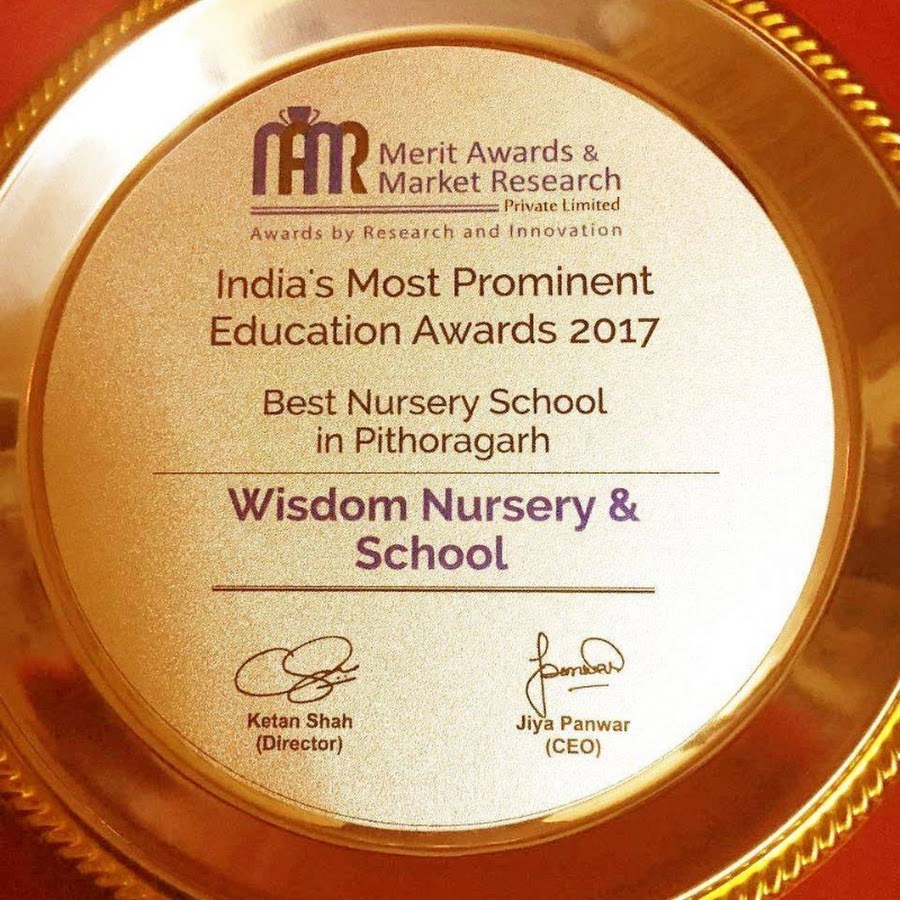 MAMR
Merit Awards &
Market Research
Private Limited
Awards by Research and Innovation
India's Most Prominent
Education Awards 2017
Best Nursery School
in Pithoragarh
Wisdom Nursery &
School
Ketan Shah
(Director)
Jiya Panwar
(CEO)